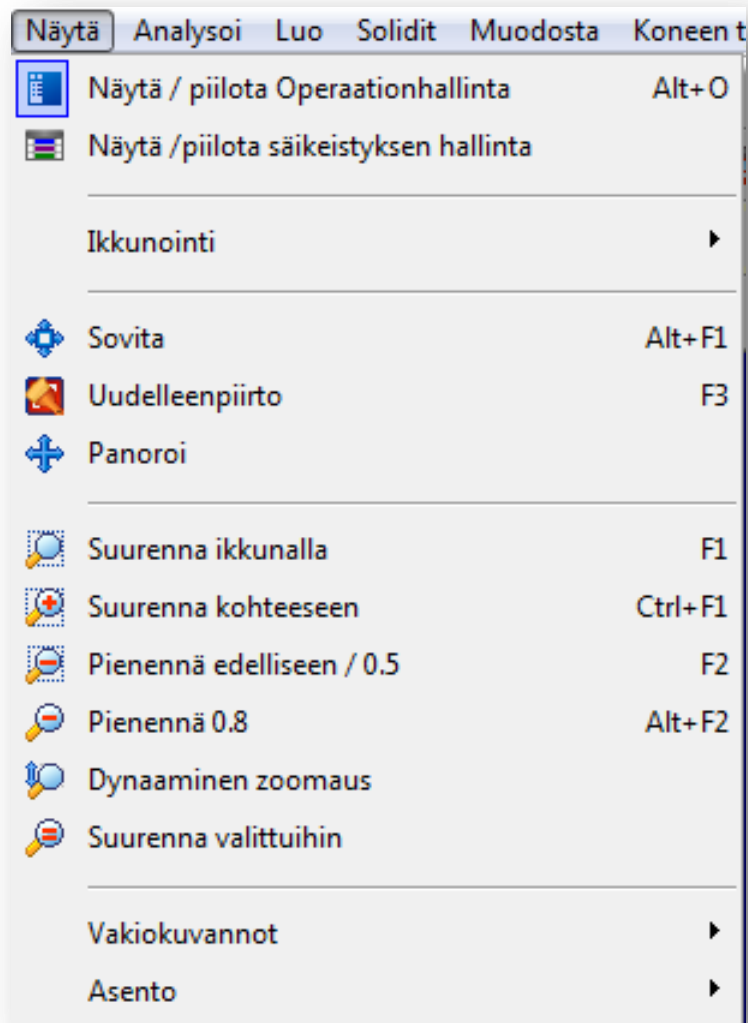 Näytä Analysoi Luo Solidit Muodosta Koneen t
Näytä / piilota Operaationhallinta Alt+O
Näytä /piilota säikeistyksen hallinta
Ikkunointi
Sovita Alt+F1
Uudelleenpiirto F3
Panoroi
Suurenna ikkunalla F1
Suurenna kohteeseen Ctrl+F1
Pienennä edelliseen / 0.5 F2
Pienennä 0.8 Alt+F2
Dynaaminen zoomaus
Suurenna valittuihin
Vakiokuvannot
Asento